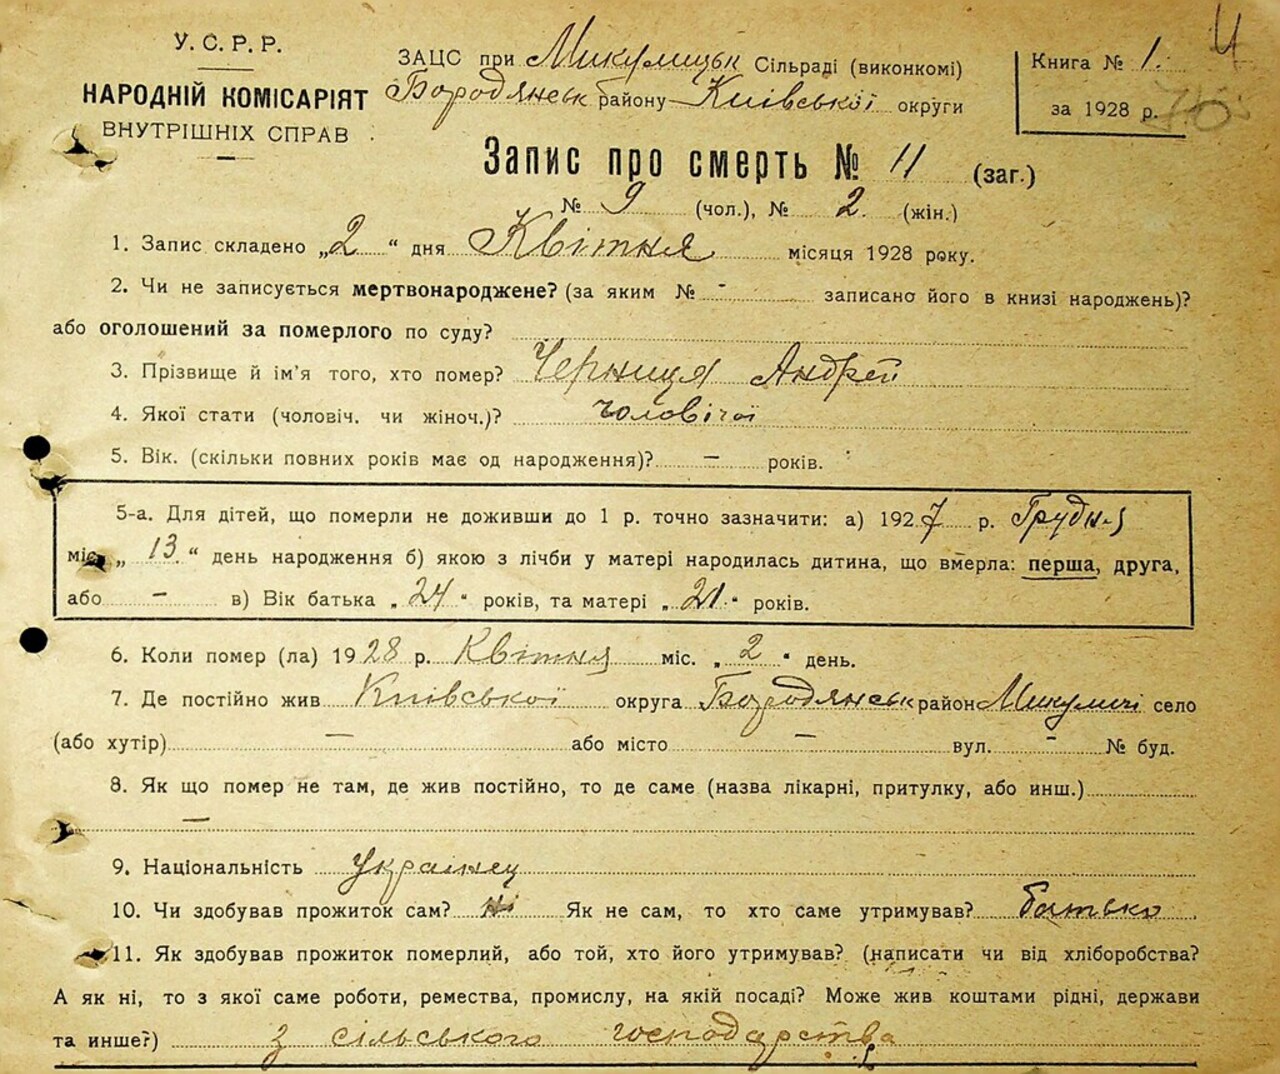 У. С. Р. Р.
НАРОДНІЙ КОМІСАРІЯТ
ВНУТРІШНІХ СПРАВ
ЗАЦС при Микулицьк Сільраді (виконкомі)
Бородянськ району Київської округи
Книга № 1.
за 1928 р.
Запис про смерть № 11 (заг.)
№ 9 (чол.), № 2. (жін.)
1. Запис складено „2“ дня Квітня місяця 1928 року.
2. Чи не записується мертвонароджене? (за яким № - записано його в книзі народжень)?
або оголошений за померлого по суду?
3. Прізвище й ім'я того, хто помер? Черниця Андрей
4. Якої стати (чоловіч. чи жіноч.)? чоловічої
5. Вік. (скільки повних років має од народження)? — років.
5-а. Для дітей, що померли не доживши до 1 р. точно зазначити: а) 1927 р. Грудня
міс. „13.“ день народження б) якою з лічби у матері народилась дитина, що вмерла: перша, друга,
або — в) Вік батька „24“ років, та матері „21.“ років.
6. Коли помер (ла) 1928 р. Квітня міс. „2“ день.
7. Де постійно жив Київської округа Бородянськ район Микуличі село
(або хутір) — або місто — вул. - № буд.
8. Як що помер не там, де жив постійно, то де саме (назва лікарні, притулку, або инш.)
—
9. Національність Українец
10. Чи здобував прожиток сам? Ні Як не сам, то хто саме утримував? батько
11. Як здобував прожиток померлий, або той, хто його утримував? (написати чи від хліборобства?
А як ні, то з якої саме роботи, ремества, промислу, на якій посаді? Може жив коштами рідні, держави
та инше?) з сільського господарства